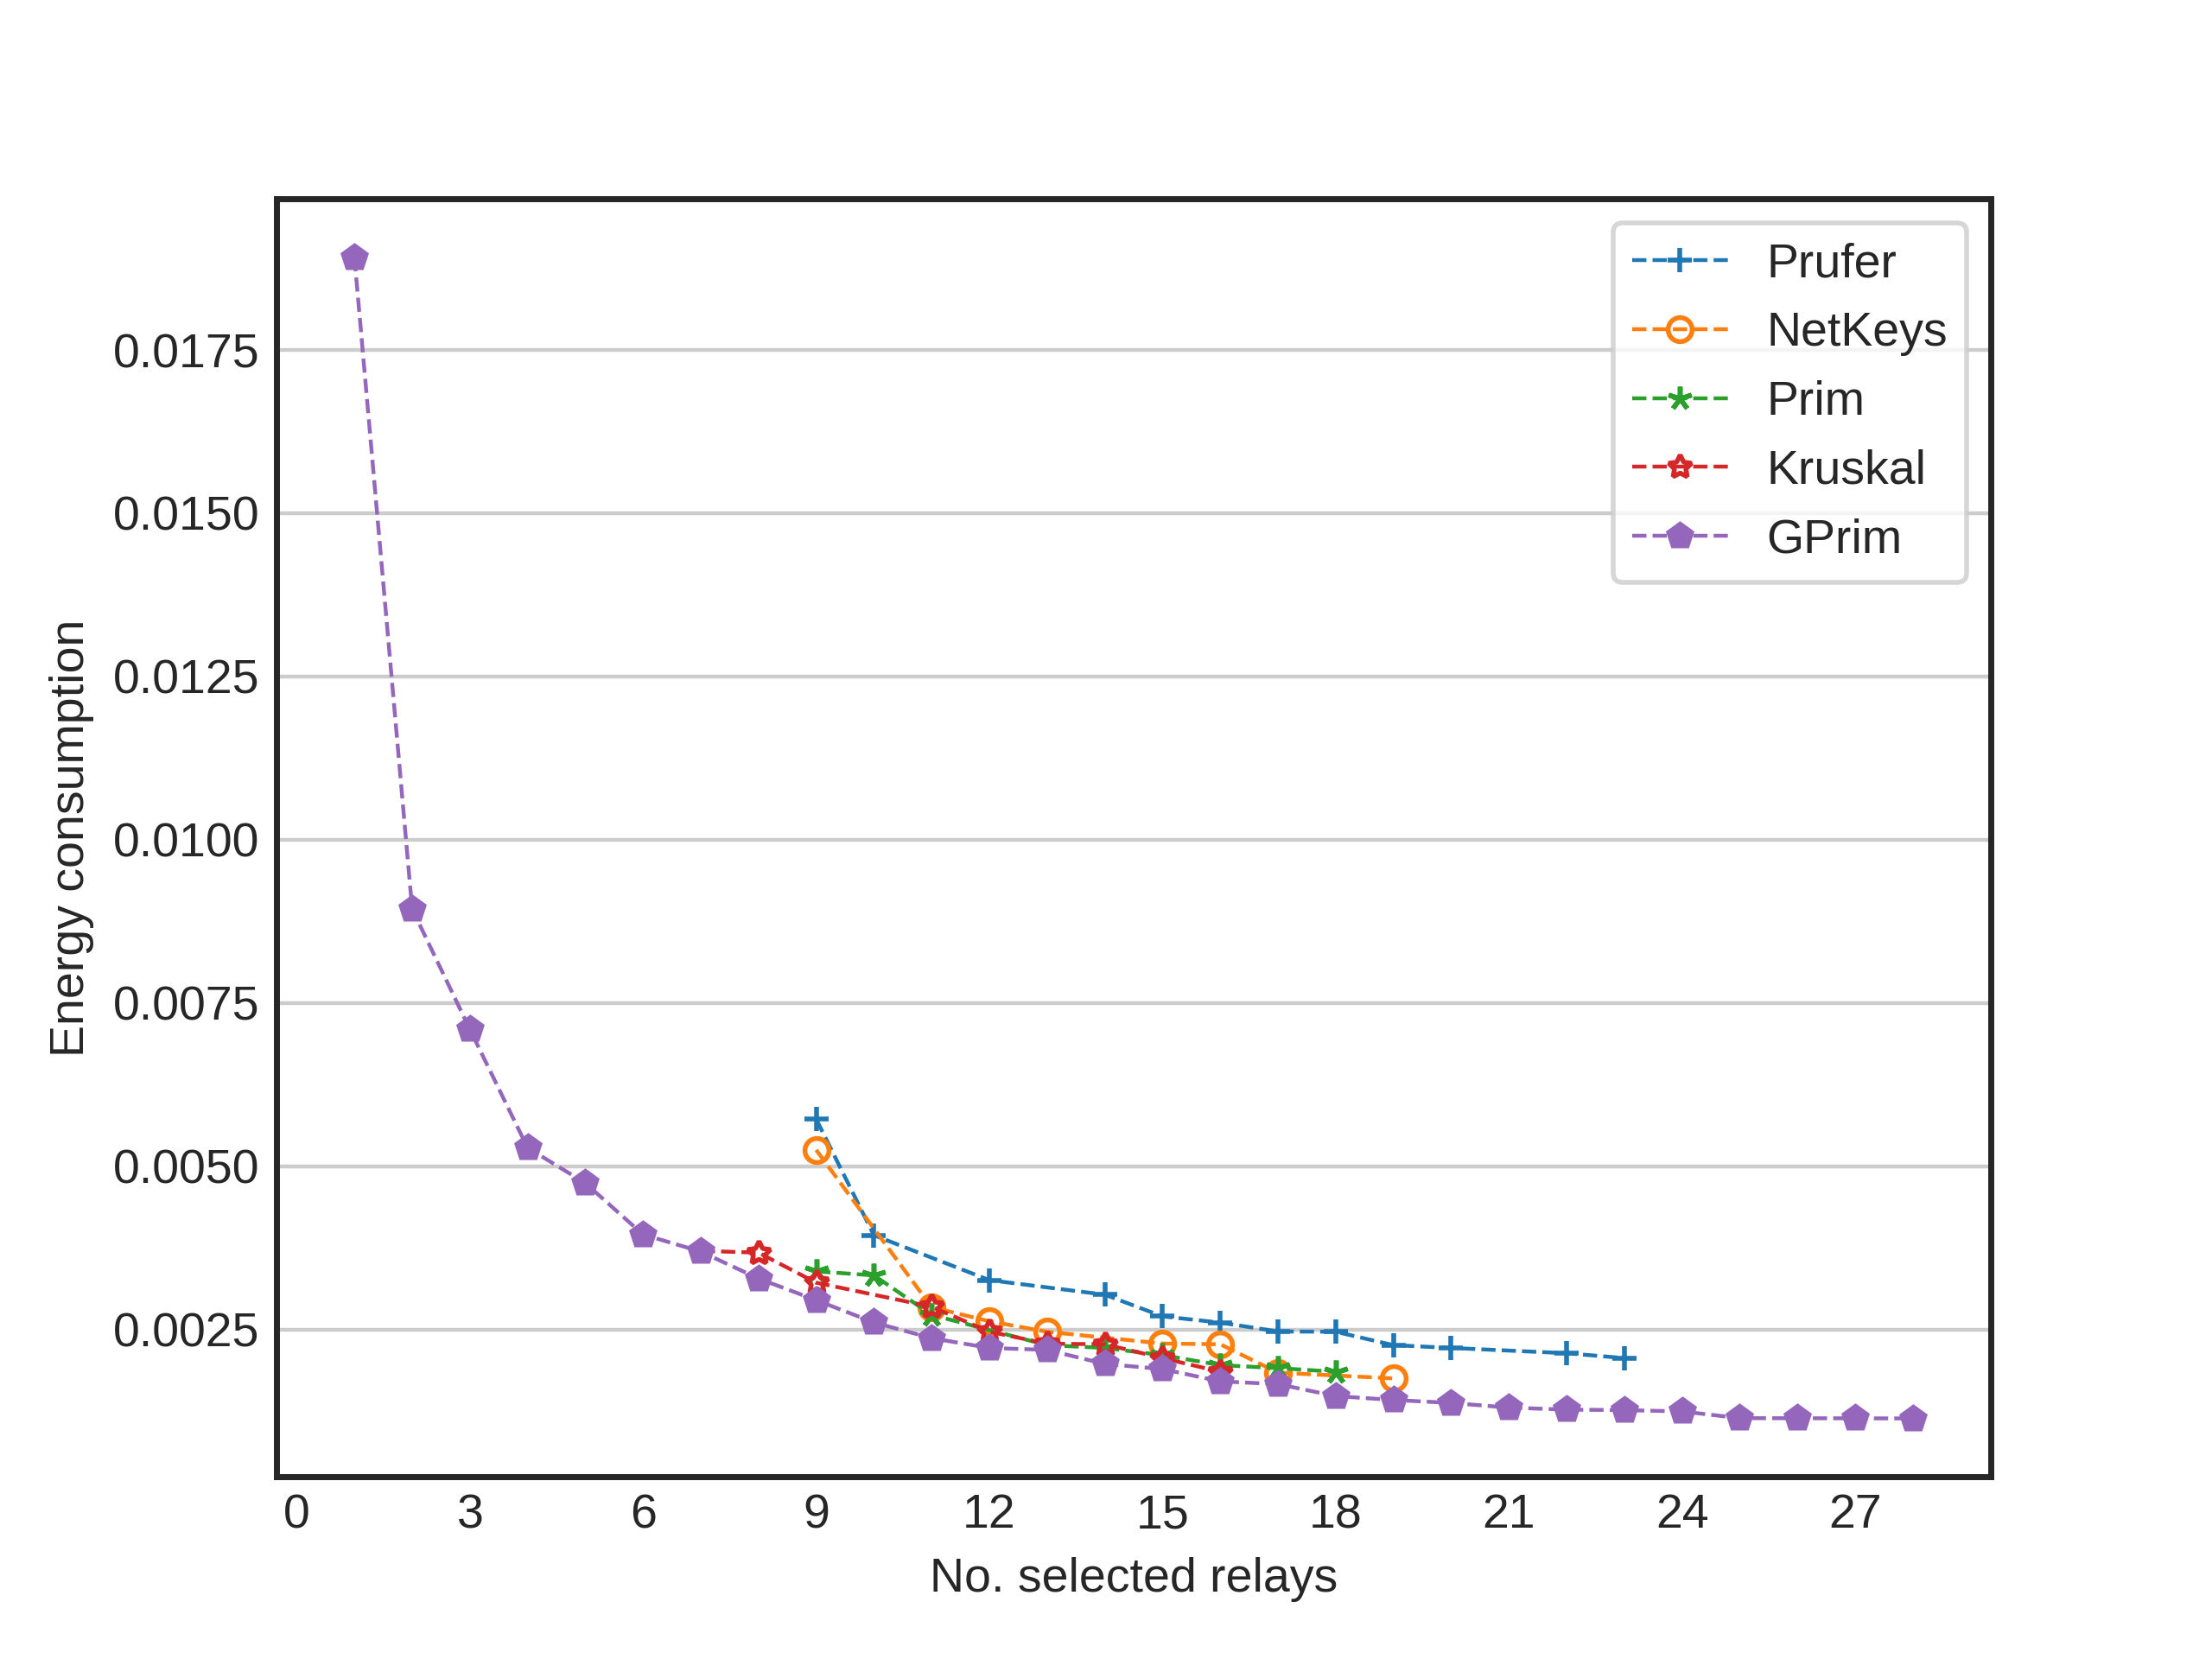 Prufer
NetKeys
Prim
Kruskal
GPrim
0.0175
0.0150
0.0125
0.0100
0.0075
0.0050
0.0025
Energy consumption
0 3 6 9 12 15 18 21 24 27
No. selected relays